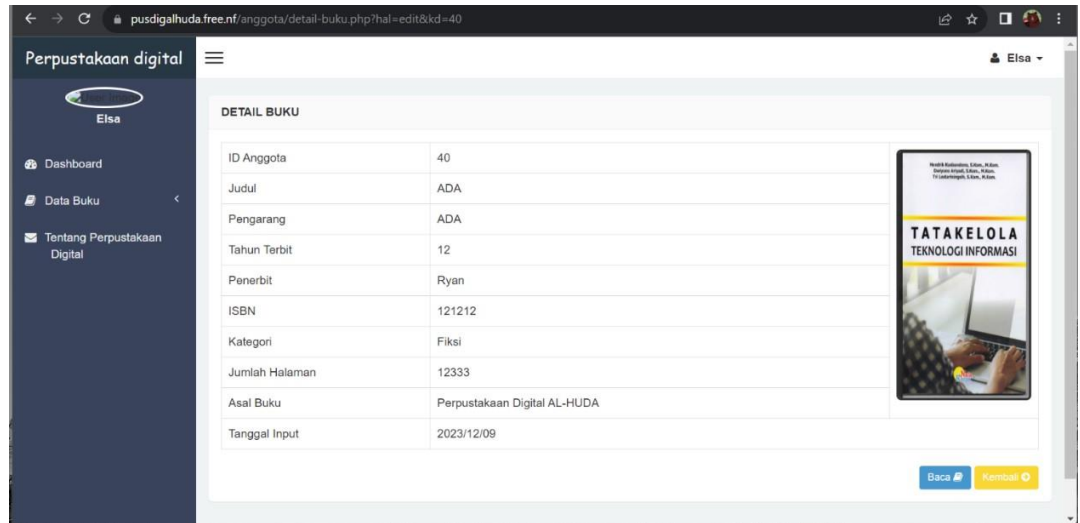 pusdigalhuda.free.nf/anggota/detail-buku.php?hal=edit&kd=40
Perpustakaan digital
Elsa
Elsa
Dashboard
Data Buku
Tentang Perpustakaan
Digital
DETAIL BUKU
ID Anggota 40
Judul ADA
Pengarang ADA
Tahun Terbit 12
Penerbit Ryan
ISBN 121212
Kategori Fiksi
Jumlah Halaman 12333
Asal Buku Perpustakaan Digital AL-HUDA
Tanggal Input 2023/12/09
TATAKELOLA
TEKNOLOGI INFORMASI
Baca
Kembali